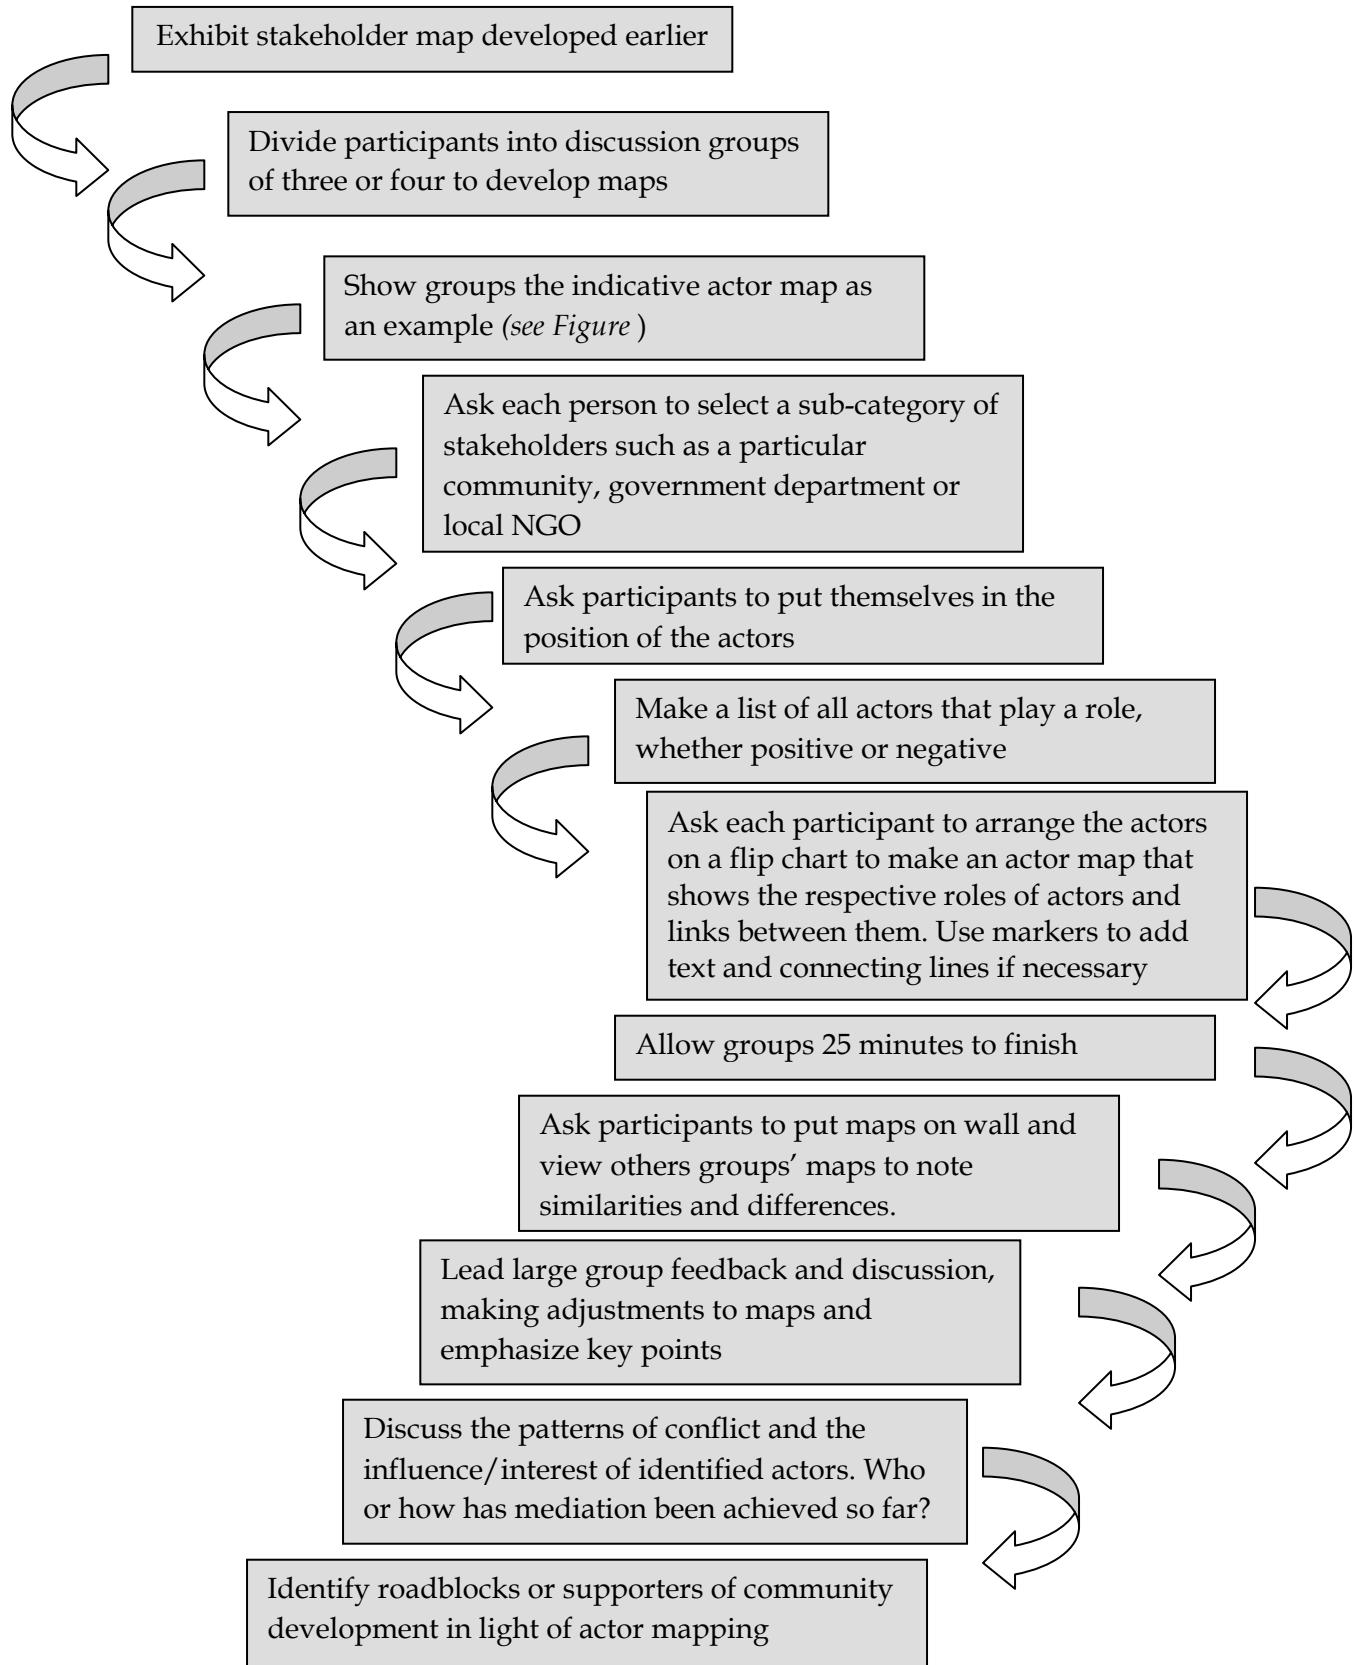 Exhibit stakeholder map developed earlier
Divide participants into discussion groups
of three or four to develop maps
Show groups the indicative actor map as
an example (see Figure )
Ask each person to select a sub-category of
stakeholders such as a particular
community, government department or
local NGO
Ask participants to put themselves in the
position of the actors
Make a list of all actors that play a role,
whether positive or negative
Ask each participant to arrange the actors
on a flip chart to make an actor map that
shows the respective roles of actors and
links between them. Use markers to add
text and connecting lines if necessary
Allow groups 25 minutes to finish
Ask participants to put maps on wall and
view others groups’ maps to note
similarities and differences.
Lead large group feedback and discussion,
making adjustments to maps and
emphasize key points
Discuss the patterns of conflict and the
influence/interest of identified actors. Who
or how has mediation been achieved so far?
Identify roadblocks or supporters of community
development in light of actor mapping